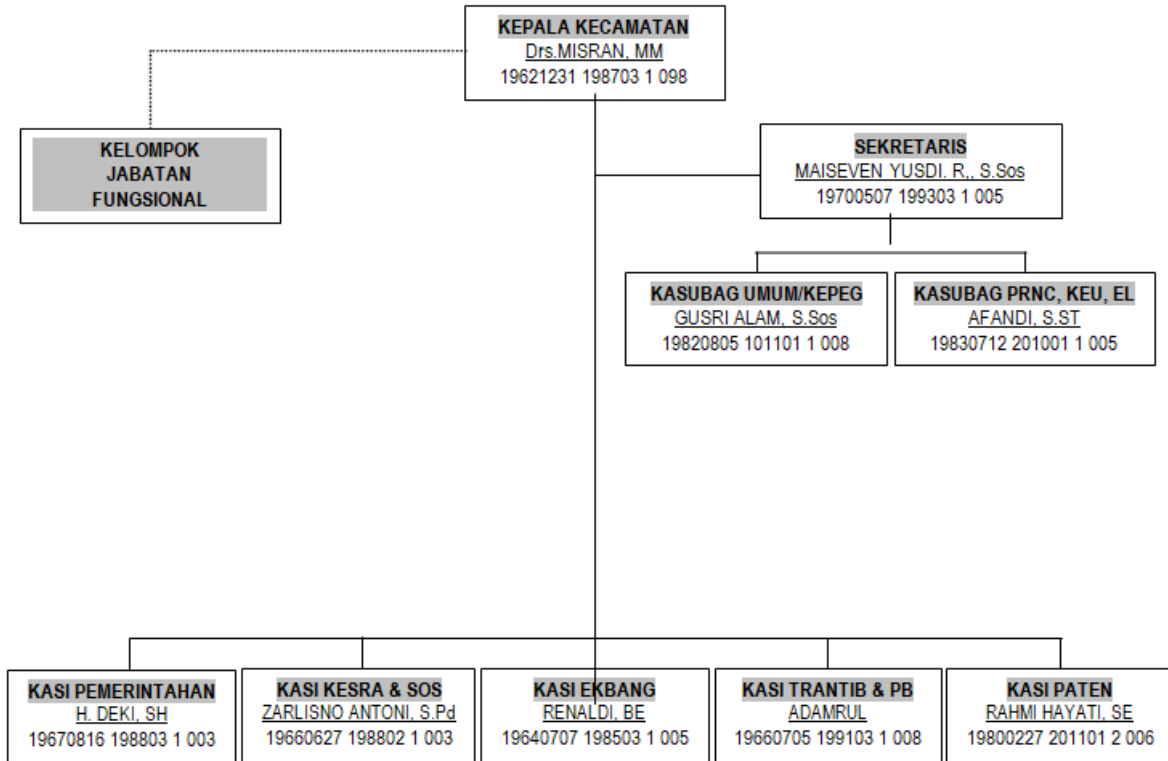 KEPALA KECAMATAN
Drs.MISRAN, MM
19621231 198703 1 098
KELOMPOK
JABATAN
FUNGSIONAL
SEKRETARIS
MAISEVEN YUSDI. R,, S.Sos
19700507 199303 1 005
KASUBAG UMUM/KEPEG
GUSRI ALAM, S.Sos
19820805 101101 1 008
KASUBAG PRNC, KEU, EL
AFANDI, S.ST
19830712 201001 1 005
KASI PEMERINTAHAN
H. DEKI, SH
19670816 198803 1 003
KASI KESRA & SOS
ZARLISNO ANTONI, S.Pd
19660627 198802 1 003
KASI EKBANG
RENALDI, BE
19640707 198503 1 005
KASI TRANTIB & PB
ADAMRUL
19660705 199103 1 008
KASI PATEN
RAHMI HAYATI, SE
19800227 201101 2 006